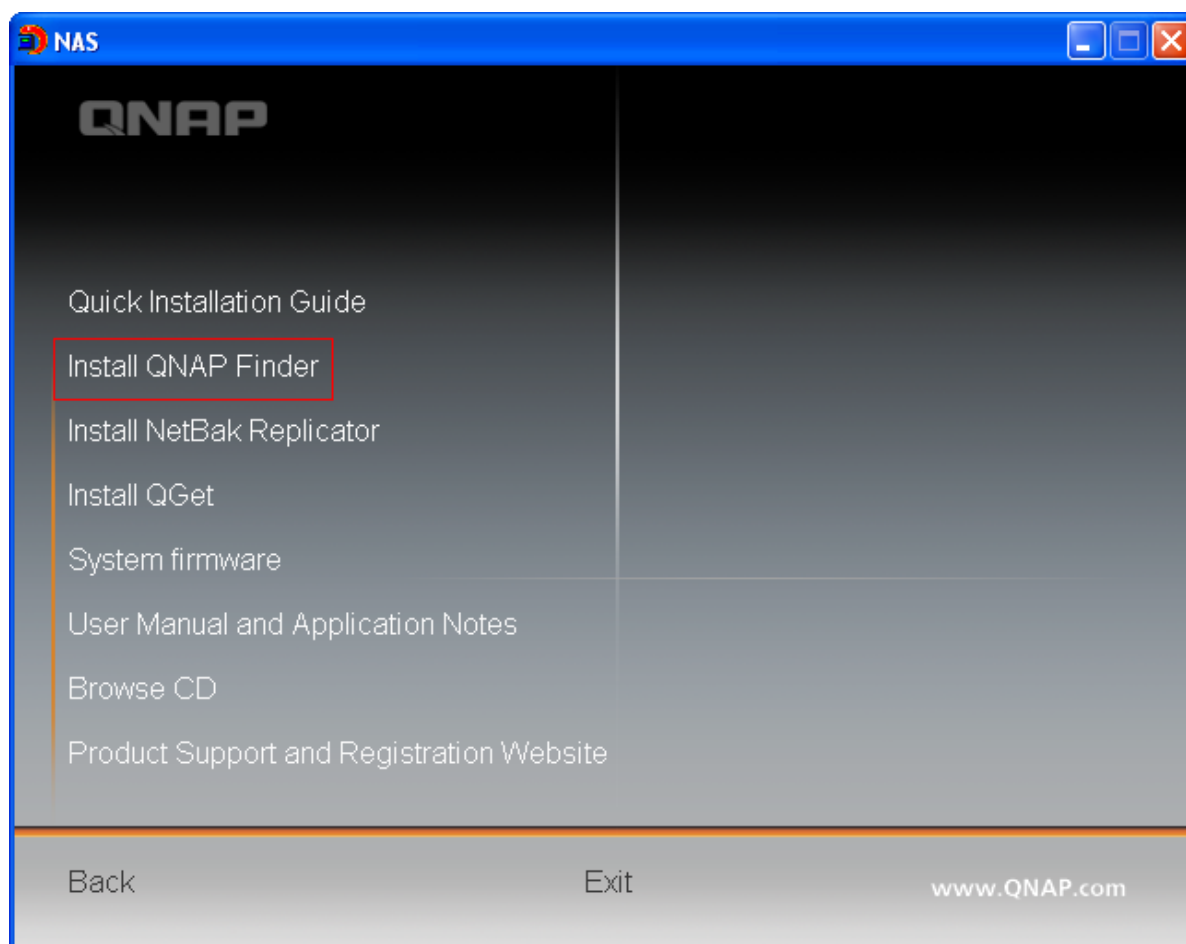 NAS
QNAP
Quick Installation Guide
Install QNAP Finder
Install NetBak Replicator
Install QGet
System firmware
User Manual and Application Notes
Browse CD
Product Support and Registration Website
Back Exit www.QNAP.com